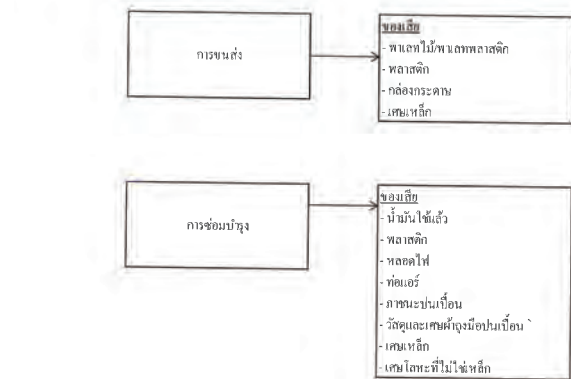 การขนส่ง
ของเสีย
- พาเลทไม้/พาเลทพลาสติก
- พลาสติก
- กล่องกระดาษ
- เศษเหล็ก
การซ่อมบำรุง
ของเสีย
- น้ำมันใช้แล้ว
- พลาสติก
- หลอดไฟ
- ท่อแอร์
- ภาชนะปนเปื้อน
- วัสดุและเศษผ้าถุงมือปนเปื้อน
- เศษเหล็ก
- เศษโลหะที่ไม่ใช่เหล็ก